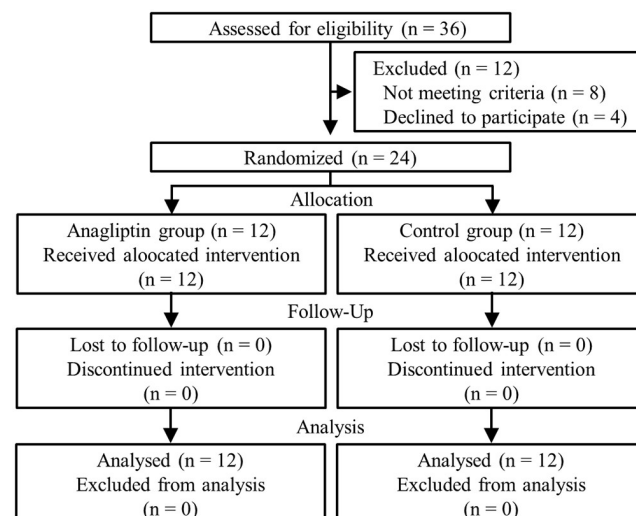 Assessed for eligibility (n = 36)
Excluded (n = 12)
Not meeting criteria (n = 8)
Declined to participate (n = 4)
Randomized (n = 24)
Allocation
Anagliptin group (n = 12)
Received aloocated intervention
(n = 12)
Control group (n = 12)
Received aloocated intervention
(n = 12)
Follow-Up
Lost to follow-up (n = 0)
Discontinued intervention
(n = 0)
Lost to follow-up (n = 0)
Discontinued intervention
(n = 0)
Analysis
Analysed (n = 12)
Excluded from analysis
(n = 0)
Analysed (n = 12)
Excluded from analysis
(n = 0)